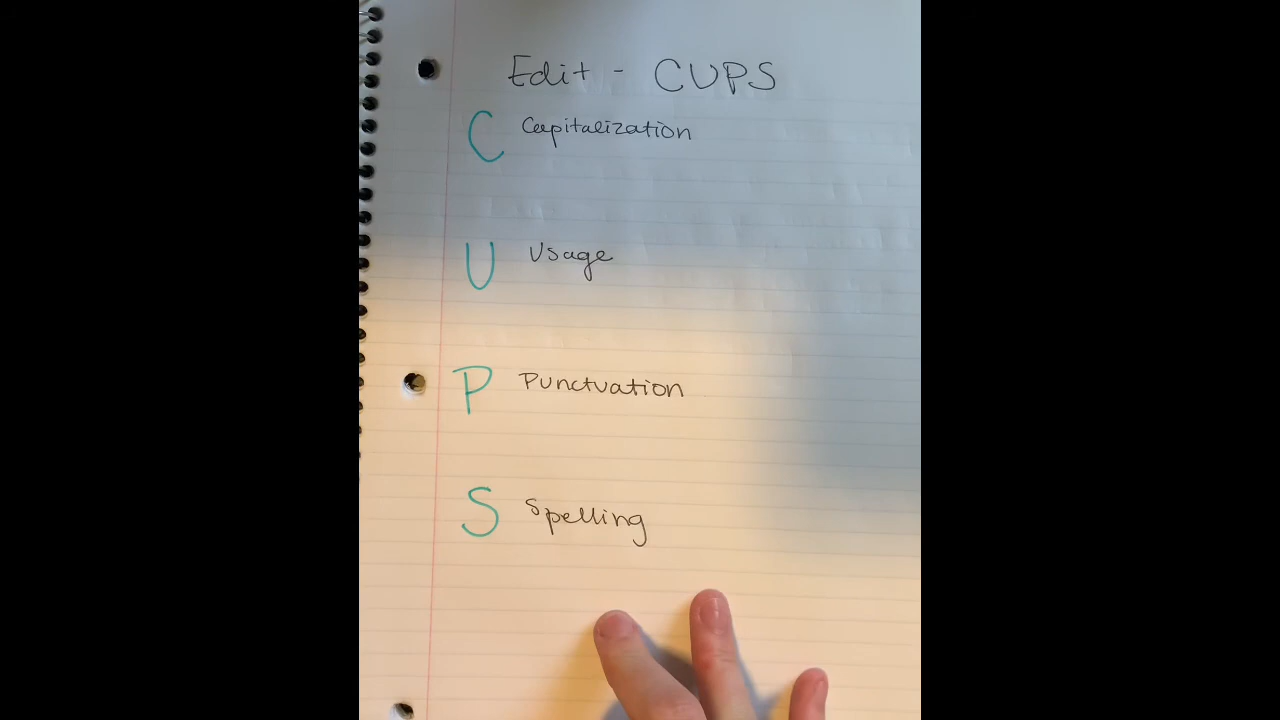 Edit - CUPS
C Capitalization
U Usage
P Punctuation
S Spelling